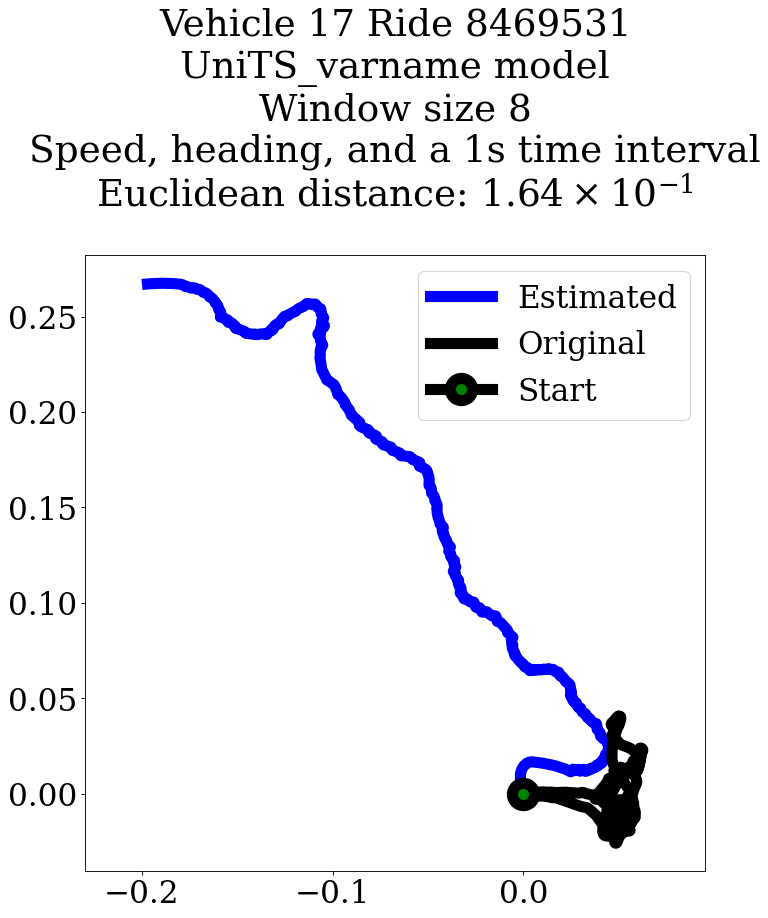 Vehicle 17 Ride 8469531
UniTS_varname model
Window size 8
Speed, heading, and a 1s time interval
Euclidean distance: 1.64 × 10⁻¹
Estimated
Original
Start
0.25
0.20
0.15
0.10
0.05
0.00
−0.2
−0.1
0.0